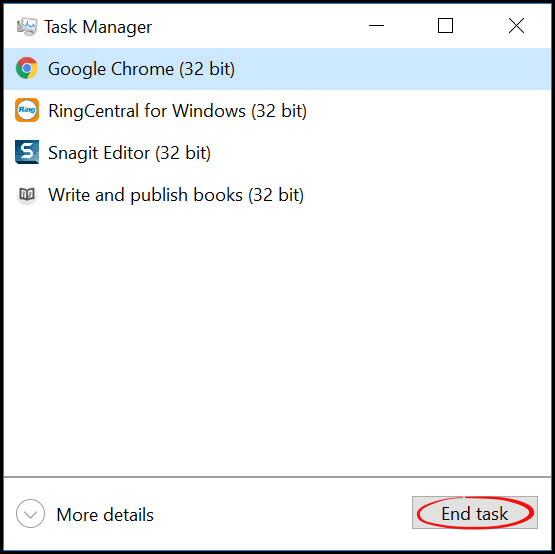 Task Manager
Google Chrome (32 bit)
Ring
RingCentral for Windows (32 bit)
S
Snagit Editor (32 bit)
Write and publish books (32 bit)
More details
End task